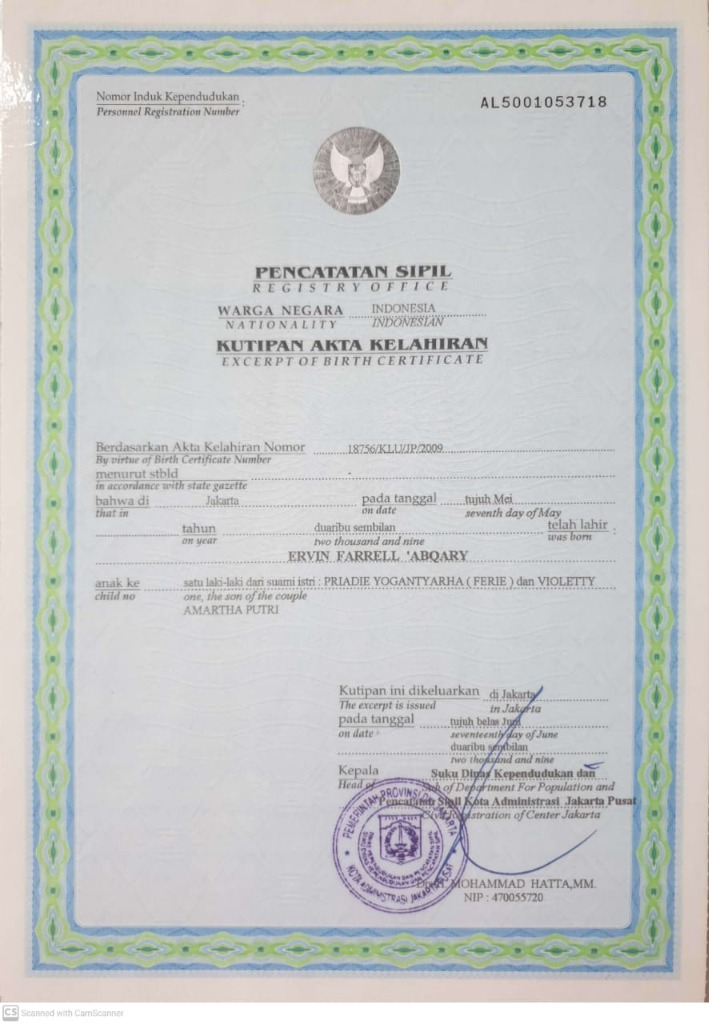 Nomor Induk Kependudukan :
Personnel Registration Number
AL5001053718
PENCATATAN SIPIL
REGISTRY OFFICE
WARGA NEGARA INDONESIA
NATIONALITY INDONESIAN
KUTIPAN AKTA KELAHIRAN
EXCERPT OF BIRTH CERTIFICATE
Berdasarkan Akta Kelahiran Nomor 18756/KLU/JP/2009
By virtue of Birth Certificate Number
menurut stbld -
in accordance with state gazette
bahwa di Jakarta pada tanggal tujuh Mei
that in on date seventh day of May
tahun duaribu sembilan telah lahir :
on year two thousand and nine was born
ERVIN FARRELL 'ABQARY
anak ke satu laki-laki dari suami istri : PRIADIE YOGANTYARHA ( FERIE ) dan VIOLETTY
child no one, the son of the couple
AMARTHA PUTRI
Kutipan ini dikeluarkan di Jakarta
The excerpt is issued in Jakarta
pada tanggal tujuh belas Juni
on date seventeenth day of June
duaribu sembilan
two thousand and nine
Kepala Suku Dinas Kependudukan dan
Head of Sub of Department For Population and
Pencatatan Sipil Kota Administrasi Jakarta Pusat
Civil Registration of Center Jakarta
PEMERINTAH PROVINSI DKI JAKARTA
KOTA ADMINISTRASI JAKARTA PUSAT
MOHAMMAD HATTA,MM.
NIP : 470055720
CS Scanned with CamScanner